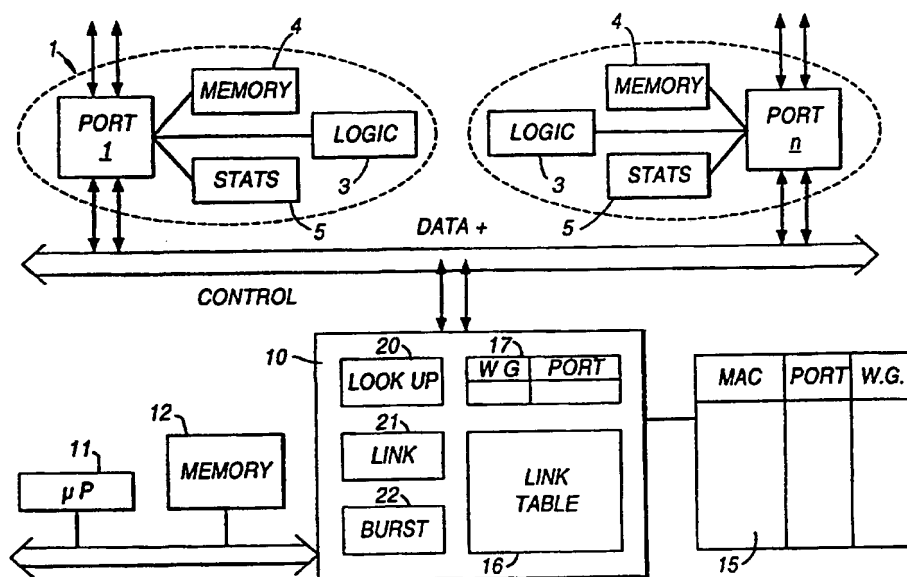 1
4
MEMORY
PORT
1
LOGIC
3
STATS
5
4
MEMORY
LOGIC
3
PORT
n
STATS
5
DATA +
CONTROL
10
20
LOOK UP
17
W G PORT
21
LINK
22
BURST
LINK
TABLE
16
MAC PORT W.G.
15
12
MEMORY
11
μ P